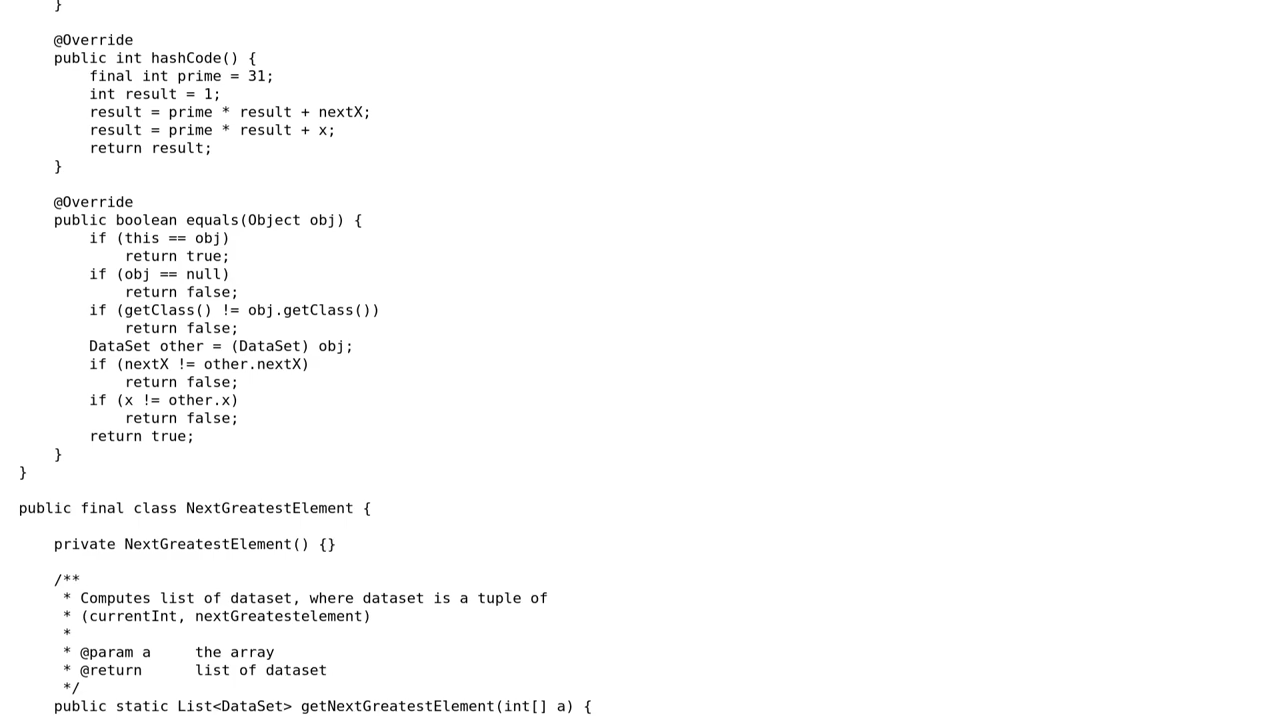 }

    @Override
    public int hashCode() {
        final int prime = 31;
        int result = 1;
        result = prime * result + nextX;
        result = prime * result + x;
        return result;
    }

    @Override
    public boolean equals(Object obj) {
        if (this == obj)
            return true;
        if (obj == null)
            return false;
        if (getClass() != obj.getClass())
            return false;
        DataSet other = (DataSet) obj;
        if (nextX != other.nextX)
            return false;
        if (x != other.x)
            return false;
        return true;
    }
}

public final class NextGreatestElement {

    private NextGreatestElement() {}

    /**
     * Computes list of dataset, where dataset is a tuple of
     * (currentInt, nextGreatestelement)
     *
     * @param a     the array
     * @return      list of dataset
     */
    public static List<DataSet> getNextGreatestElement(int[] a) {